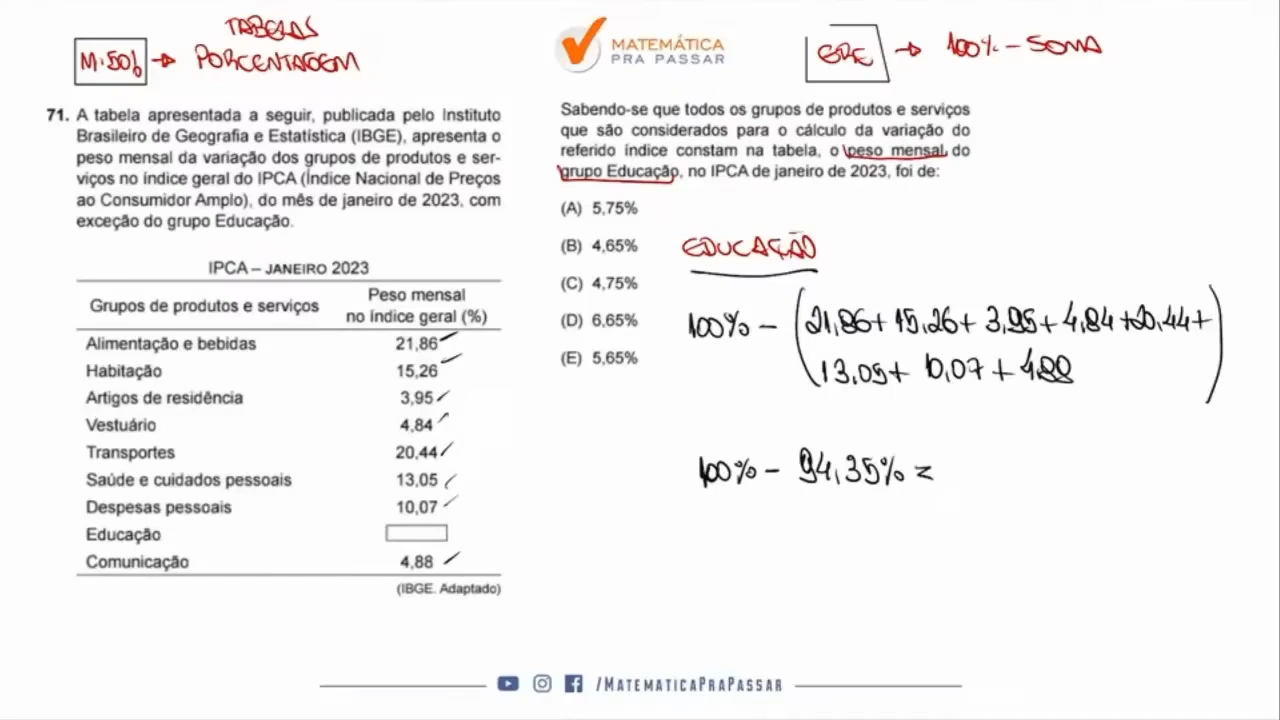 TABELAS
M.50% → PORCENTAGEM
MATEMÁTICA
PRA PASSAR
→ 100% - SOMA
71. A tabela apresentada a seguir, publicada pelo Instituto
Brasileiro de Geografia e Estatística (IBGE), apresenta o
peso mensal da variação dos grupos de produtos e ser-
viços no índice geral do IPCA (Índice Nacional de Preços
ao Consumidor Amplo), do mês de janeiro de 2023, com
exceção do grupo Educação.
IPCA – JANEIRO 2023
Grupos de produtos e serviços Peso mensal
no índice geral (%)
Alimentação e bebidas 21,86
Habitação 15,26
Artigos de residência 3,95
Vestuário 4,84
Transportes 20,44
Saúde e cuidados pessoais 13,05
Despesas pessoais 10,07
Educação
Comunicação 4,88
(IBGE. Adaptado)
Sabendo-se que todos os grupos de produtos e serviços
que são considerados para o cálculo da variação do
referido índice constam na tabela, o peso mensal do
grupo Educação, no IPCA de janeiro de 2023, foi de:
(A) 5,75%
(B) 4,65%
(C) 4,75%
(D) 6,65%
(E) 5,65%
EDUCAÇÃO
100% - (21,86+ 15,26+ 3,95+ 4,84+20,44+
13,05+ 10,07 + 4,88)
100% - 94,35% =
/MATEMATICAPRAPASSAR